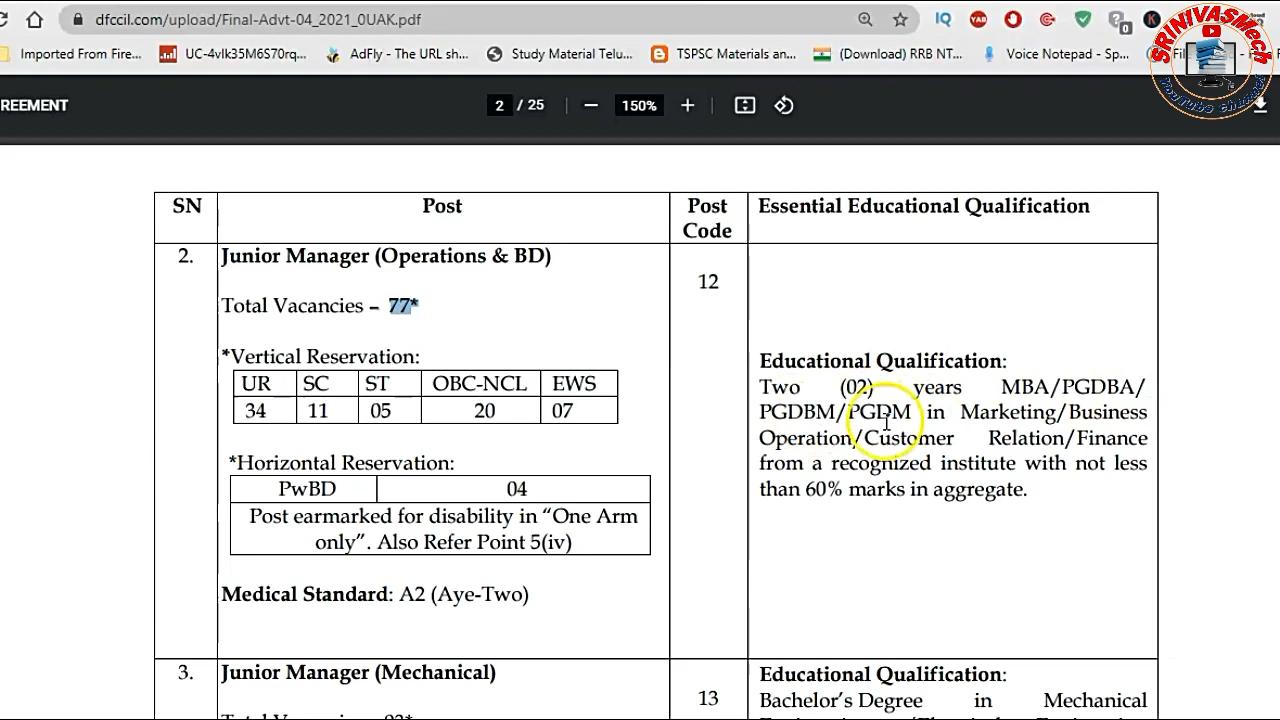 dfccil.com/upload/Final-Advt-04_2021_0UAK.pdf
IQ
0
K
Imported From Fire...
UC-4vlk35M6S70rq...
AdFly - The URL sh...
Study Material Telu...
TSPSC Materials an...
(Download) RRB NT...
Voice Notepad - Sp...
SRINIVASMech
YouTube Channel
REEMENT
2 / 25
150%
SN
Post
Post Code
Essential Educational Qualification
2.
Junior Manager (Operations & BD)
12
Total Vacancies – 77*
*Vertical Reservation:
UR SC ST OBC-NCL EWS
34 11 05 20 07
*Horizontal Reservation:
PwBD 04
Post earmarked for disability in “One Arm
only”. Also Refer Point 5(iv)
Medical Standard: A2 (Aye-Two)
Educational Qualification:
Two (02) years MBA/PGDBA/
PGDBM/PGDM in Marketing/Business
Operation/Customer Relation/Finance
from a recognized institute with not less
than 60% marks in aggregate.
3.
Junior Manager (Mechanical)
13
Educational Qualification:
Bachelor’s Degree in Mechanical